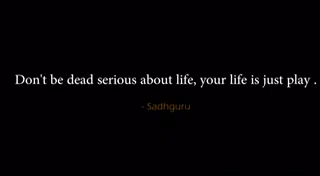 Don't be dead serious about life, your life is just play .
- Sadhguru